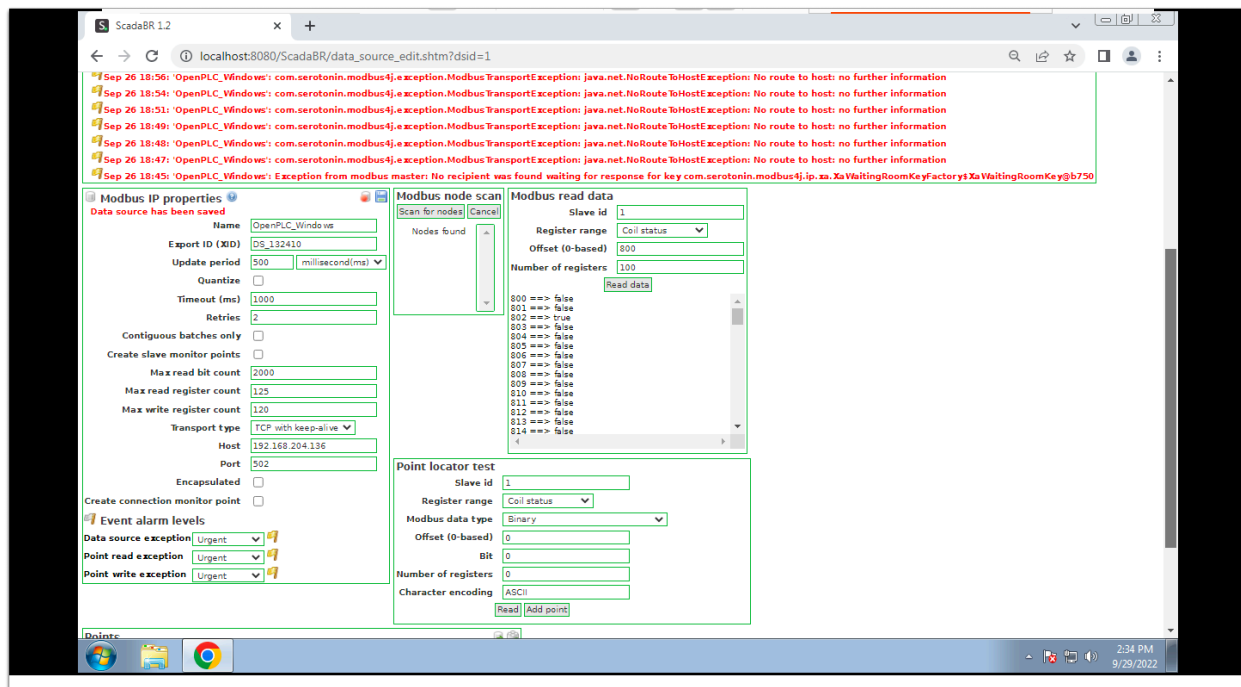 ScadaBR 1.2
localhost:8080/ScadaBR/data_source_edit.shtm?dsid=1
Sep 26 18:56: 'OpenPLC_Windows': com.serotonin.modbus4j.exception.ModbusTransportException: java.net.NoRouteToHostException: No route to host: no further information
Sep 26 18:54: 'OpenPLC_Windows': com.serotonin.modbus4j.exception.ModbusTransportException: java.net.NoRouteToHostException: No route to host: no further information
Sep 26 18:51: 'OpenPLC_Windows': com.serotonin.modbus4j.exception.ModbusTransportException: java.net.NoRouteToHostException: No route to host: no further information
Sep 26 18:49: 'OpenPLC_Windows': com.serotonin.modbus4j.exception.ModbusTransportException: java.net.NoRouteToHostException: No route to host: no further information
Sep 26 18:48: 'OpenPLC_Windows': com.serotonin.modbus4j.exception.ModbusTransportException: java.net.NoRouteToHostException: No route to host: no further information
Sep 26 18:47: 'OpenPLC_Windows': com.serotonin.modbus4j.exception.ModbusTransportException: java.net.NoRouteToHostException: No route to host: no further information
Sep 26 18:45: 'OpenPLC_Windows': Exception from modbus master: No recipient was found waiting for response for key com.serotonin.modbus4j.ip.xa.XaWaitingRoomKeyFactory$XaWaitingRoomKey@b750
Modbus IP properties
Data source has been saved
Name OpenPLC_Windows
Export ID (XID) DS_132410
Update period 500 millisecond(ms)
Quantize
Timeout (ms) 1000
Retries 2
Contiguous batches only
Create slave monitor points
Max read bit count 2000
Max read register count 125
Max write register count 120
Transport type TCP with keep-alive
Host 192.168.204.136
Port 502
Encapsulated
Create connection monitor point
Event alarm levels
Data source exception Urgent
Point read exception Urgent
Point write exception Urgent
Modbus node scan
Scan for nodes Cancel
Nodes found
Modbus read data
Slave id 1
Register range Coil status
Offset (0-based) 800
Number of registers 100
Read data
800 ==> false
801 ==> false
802 ==> true
803 ==> false
804 ==> false
805 ==> false
806 ==> false
807 ==> false
808 ==> false
809 ==> false
810 ==> false
811 ==> false
812 ==> false
813 ==> false
814 ==> false
Point locator test
Slave id 1
Register range Coil status
Modbus data type Binary
Offset (0-based) 0
Bit 0
Number of registers 0
Character encoding ASCII
Read Add point
Points
2:34 PM
9/29/2022